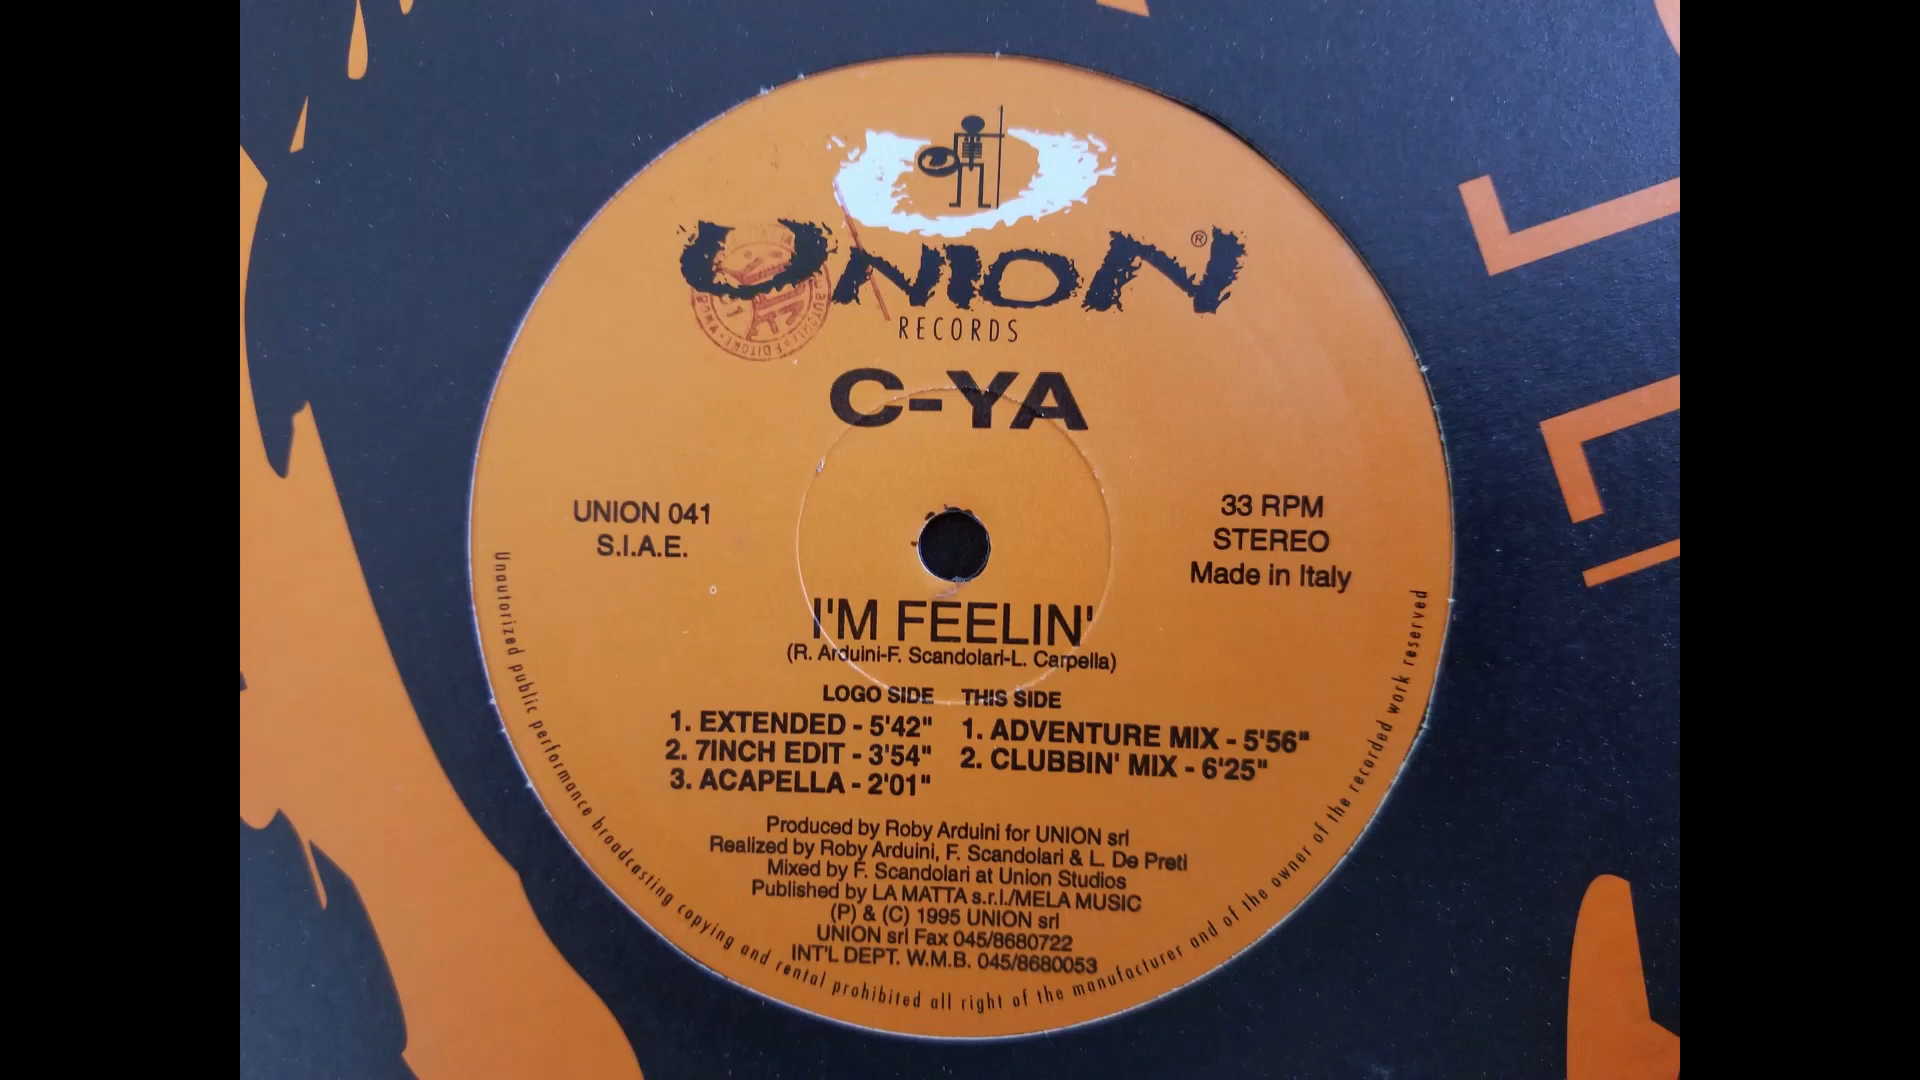 UNION
®
RECORDS
C-YA
UNION 041
S.I.A.E.
33 RPM
STEREO
Made in Italy
I'M FEELIN'
(R. Arduini-F. Scandolari-L. Carpella)
LOGO SIDE
1. EXTENDED - 5'42"
2. 7INCH EDIT - 3'54"
3. ACAPELLA - 2'01"
THIS SIDE
1. ADVENTURE MIX - 5'56"
2. CLUBBIN' MIX - 6'25"
Produced by Roby Arduini for UNION srl
Realized by Roby Arduini, F. Scandolari & L. De Preti
Mixed by F. Scandolari at Union Studios
Published by LA MATTA s.r.l./MELA MUSIC
(P) & (C) 1995 UNION srl
UNION srl Fax 045/8680722
INT'L DEPT. W.M.B. 045/8680053
Unautorized public performance broadcasting copying and rental prohibited all right of the manufacturer and of the owner of the recorded work reserved